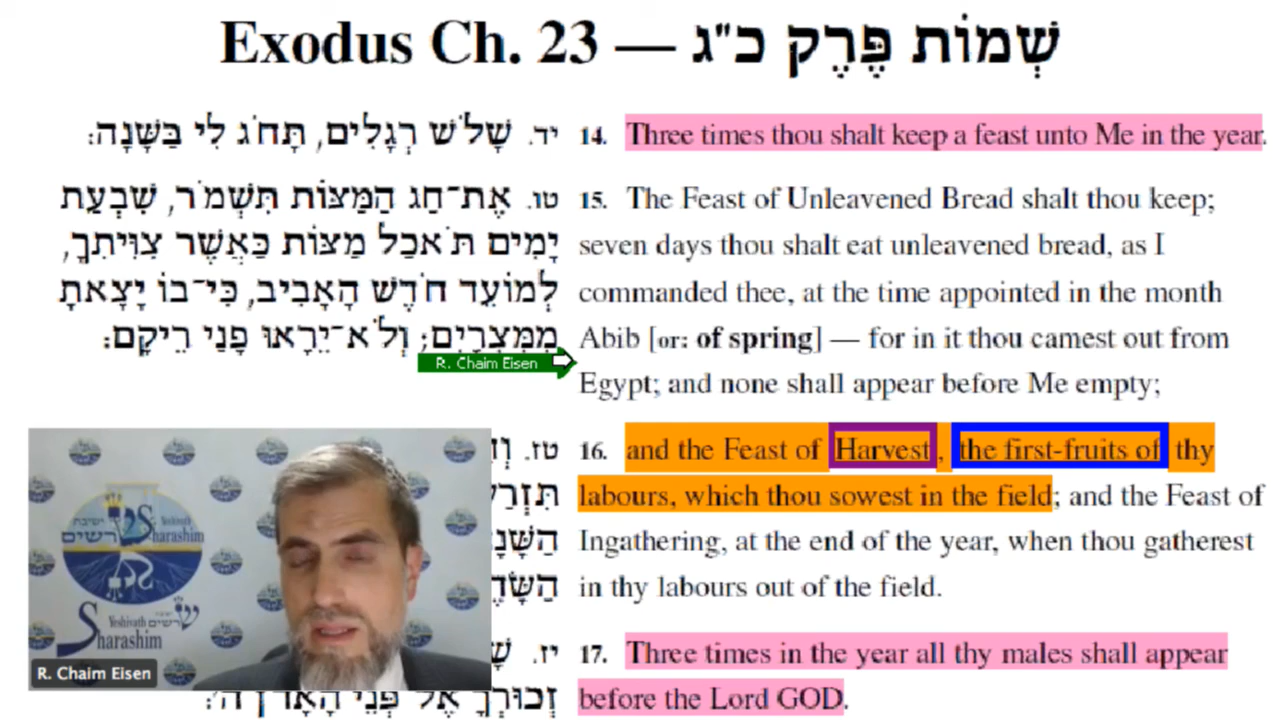 Exodus Ch. 23 — שְׁמוֹת פֶּרֶק כ"ג
יד. שָׁלֹשׁ רְגָלִים, תָּחֹג לִי בַּשָּׁנָה:
14. Three times thou shalt keep a feast unto Me in the year.
טו. אֶת־חַג הַמַּצּוֹת תִּשְׁמֹר, שִׁבְעַת
יָמִים תֹּאכַל מַצּוֹת כַּאֲשֶׁר צִוִּיתִךָ,
לְמוֹעֵד חֹדֶשׁ הָאָבִיב, כִּי־בוֹ יָצָאתָ
מִמִּצְרָיִם; וְלֹא־יֵרָאוּ פָנַי רֵיקָם:
15. The Feast of Unleavened Bread shalt thou keep;
seven days thou shalt eat unleavened bread, as I
commanded thee, at the time appointed in the month
Abib [or: of spring] — for in it thou camest out from
Egypt; and none shall appear before Me empty;
R. Chaim Eisen
טז.
הַשָּׁנָ
הַשָּׂדֶ
16. and the Feast of Harvest, the first-fruits of thy
labours, which thou sowest in the field; and the Feast of
Ingathering, at the end of the year, when thou gatherest
in thy labours out of the field.
יז.
זְכוּרְךָ אֶל פְּנֵי הָאָדֹן ה':
17. Three times in the year all thy males shall appear
before the Lord GOD.
ישיבת
שרשים
Sharashim
Yeshivath
Sharashim
R. Chaim Eisen